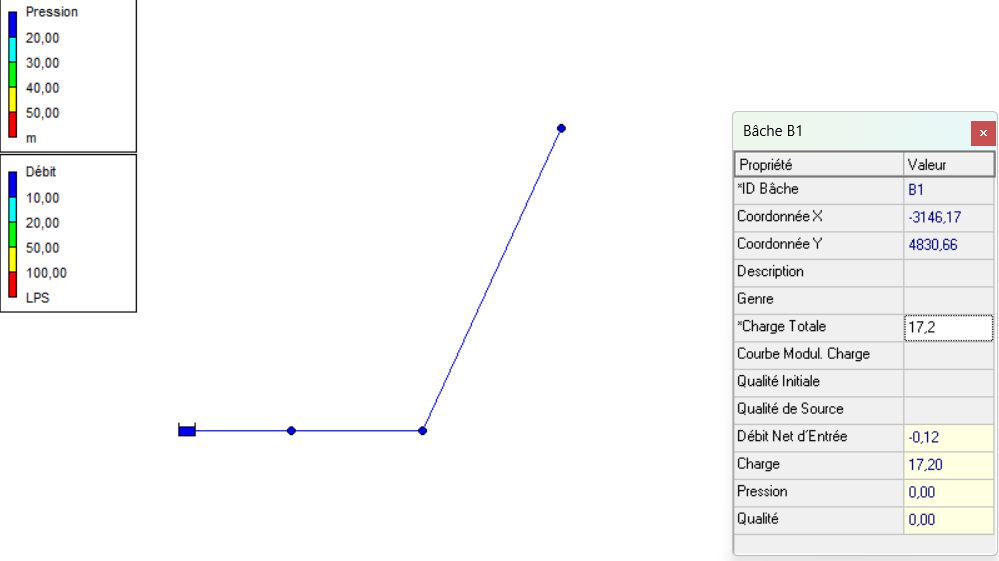 Pression
20,00
30,00
40,00
50,00
m
Débit
10,00
20,00
50,00
100,00
LPS
Bâche B1
Propriété Valeur
*ID Bâche B1
Coordonnée X -3146,17
Coordonnée Y 4830,66
Description
Genre
*Charge Totale 17,2
Courbe Modul. Charge
Qualité Initiale
Qualité de Source
Débit Net d'Entrée -0,12
Charge 17,20
Pression 0,00
Qualité 0,00